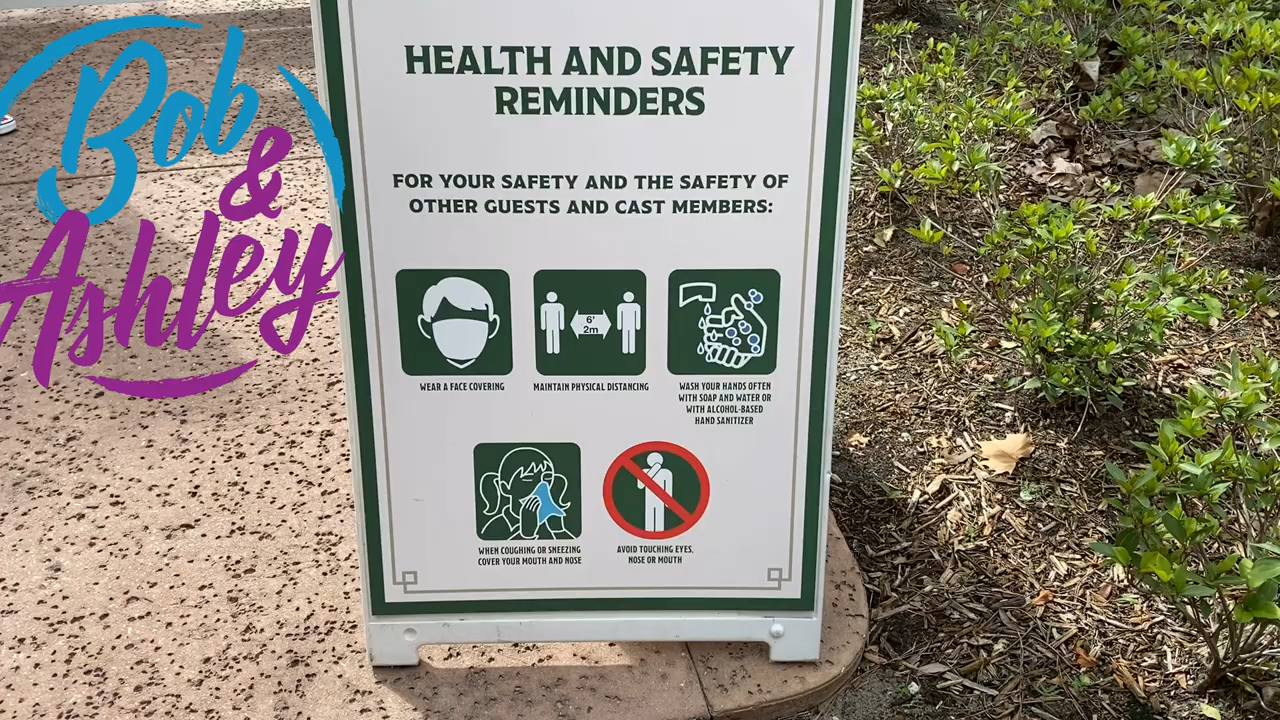 Bob
&
Ashley
HEALTH AND SAFETY
REMINDERS
FOR YOUR SAFETY AND THE SAFETY OF
OTHER GUESTS AND CAST MEMBERS:
6'
2m
WEAR A FACE COVERING
MAINTAIN PHYSICAL DISTANCING
WASH YOUR HANDS OFTEN
WITH SOAP AND WATER OR
WITH ALCOHOL-BASED
HAND SANITIZER
WHEN COUGHING OR SNEEZING
COVER YOUR MOUTH AND NOSE
AVOID TOUCHING EYES,
NOSE OR MOUTH